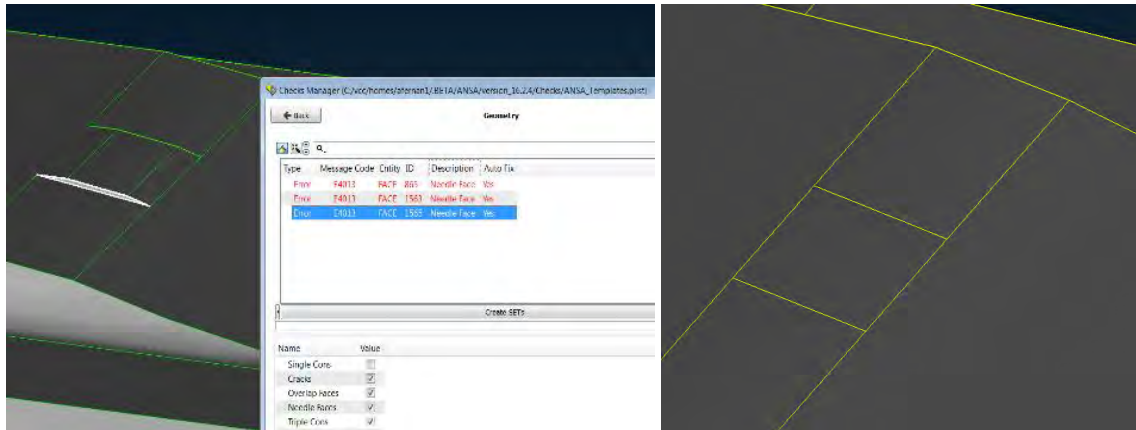 Checks Manager (C:/vcc/homes/afernan1/.BETA/ANSA/version_16.2.4/Checks/ANSA_Templates.plist)
Back Geometry
Type Message Code Entity ID Description Auto Fix
Error E4013 FACE 865 Needle Face Yes
Error E4013 FACE 1563 Needle Face Yes
Error E4013 FACE 1565 Needle Face Yes
Create SETs
Name Value
Single Cons
Cracks
Overlap Faces
Needle Faces
Triple Cons